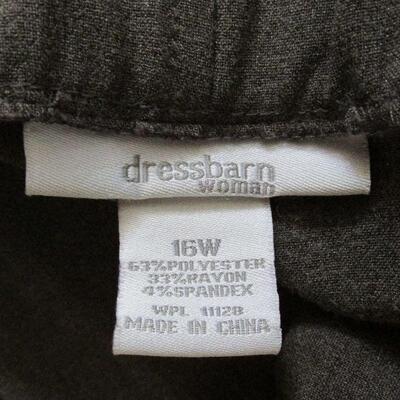 dressbarn
woman
16W
63%POLYESTER
33%RAYON
4%SPANDEX
WPL 11128
MADE IN CHINA